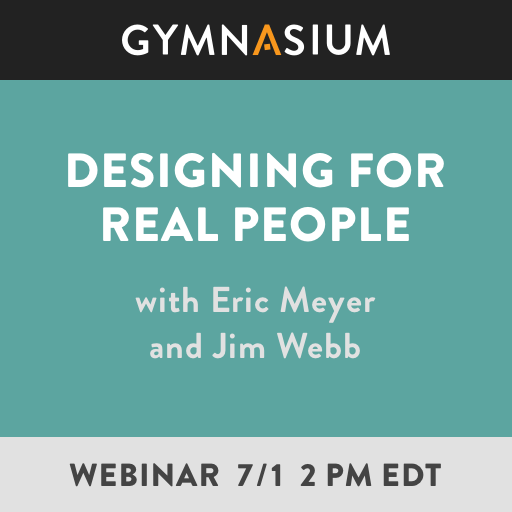 GYMNASIUM
DESIGNING FOR
REAL PEOPLE
with Eric Meyer
and Jim Webb
WEBINAR 7/1 2 PM EDT